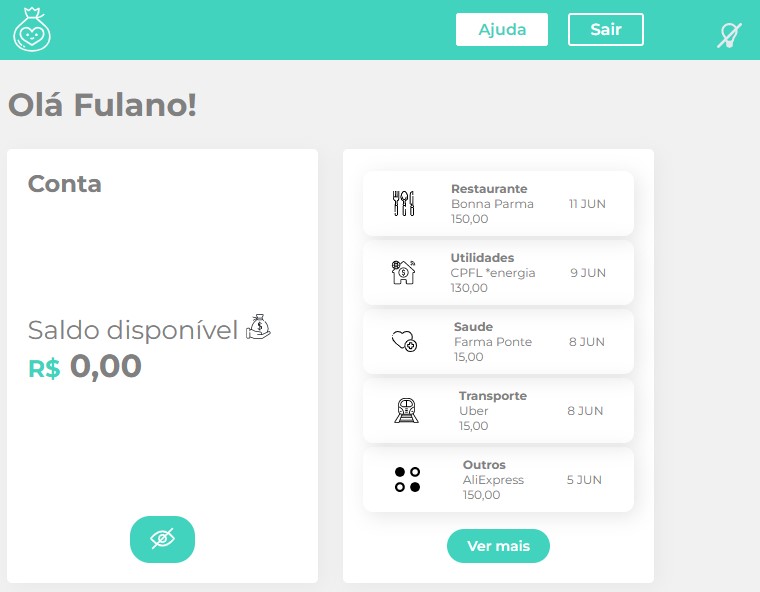 Ajuda
Sair
Olá Fulano!
Conta
Saldo disponível
R$ 0,00
Restaurante
Bonna Parma
150,00
11 JUN
Utilidades
CPFL *energia
130,00
9 JUN
Saude
Farma Ponte
15,00
8 JUN
Transporte
Uber
15,00
8 JUN
Outros
AliExpress
150,00
5 JUN
Ver mais